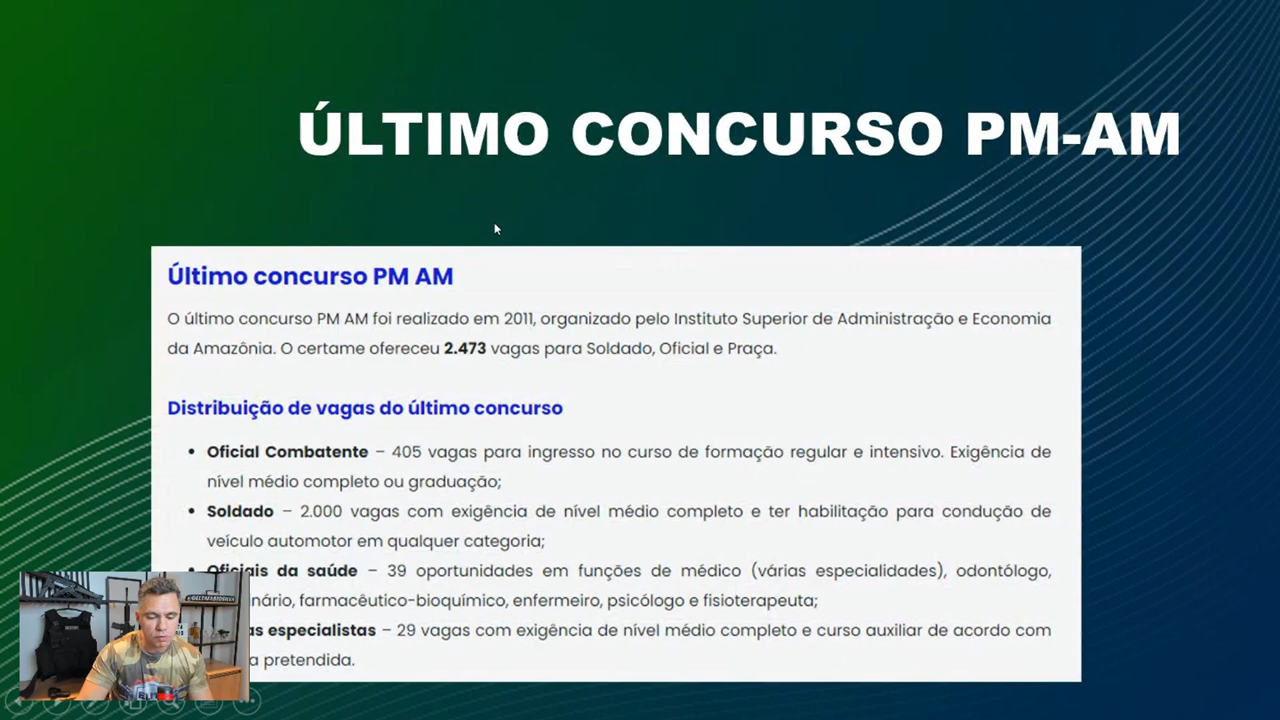 ÚLTIMO CONCURSO PM-AM
Último concurso PM AM
O último concurso PM AM foi realizado em 2011, organizado pelo Instituto Superior de Administração e Economia
da Amazônia. O certame ofereceu 2.473 vagas para Soldado, Oficial e Praça.
Distribuição de vagas do último concurso
• Oficial Combatente – 405 vagas para ingresso no curso de formação regular e intensivo. Exigência de
nível médio completo ou graduação;
• Soldado – 2.000 vagas com exigência de nível médio completo e ter habilitação para condução de
veículo automotor em qualquer categoria;
• Oficiais da saúde – 39 oportunidades em funções de médico (várias especialidades), odontólogo,
farmacêutico-bioquímico, enfermeiro, psicólogo e fisioterapeuta;
especialistas – 29 vagas com exigência de nível médio completo e curso auxiliar de acordo com
pretendida.